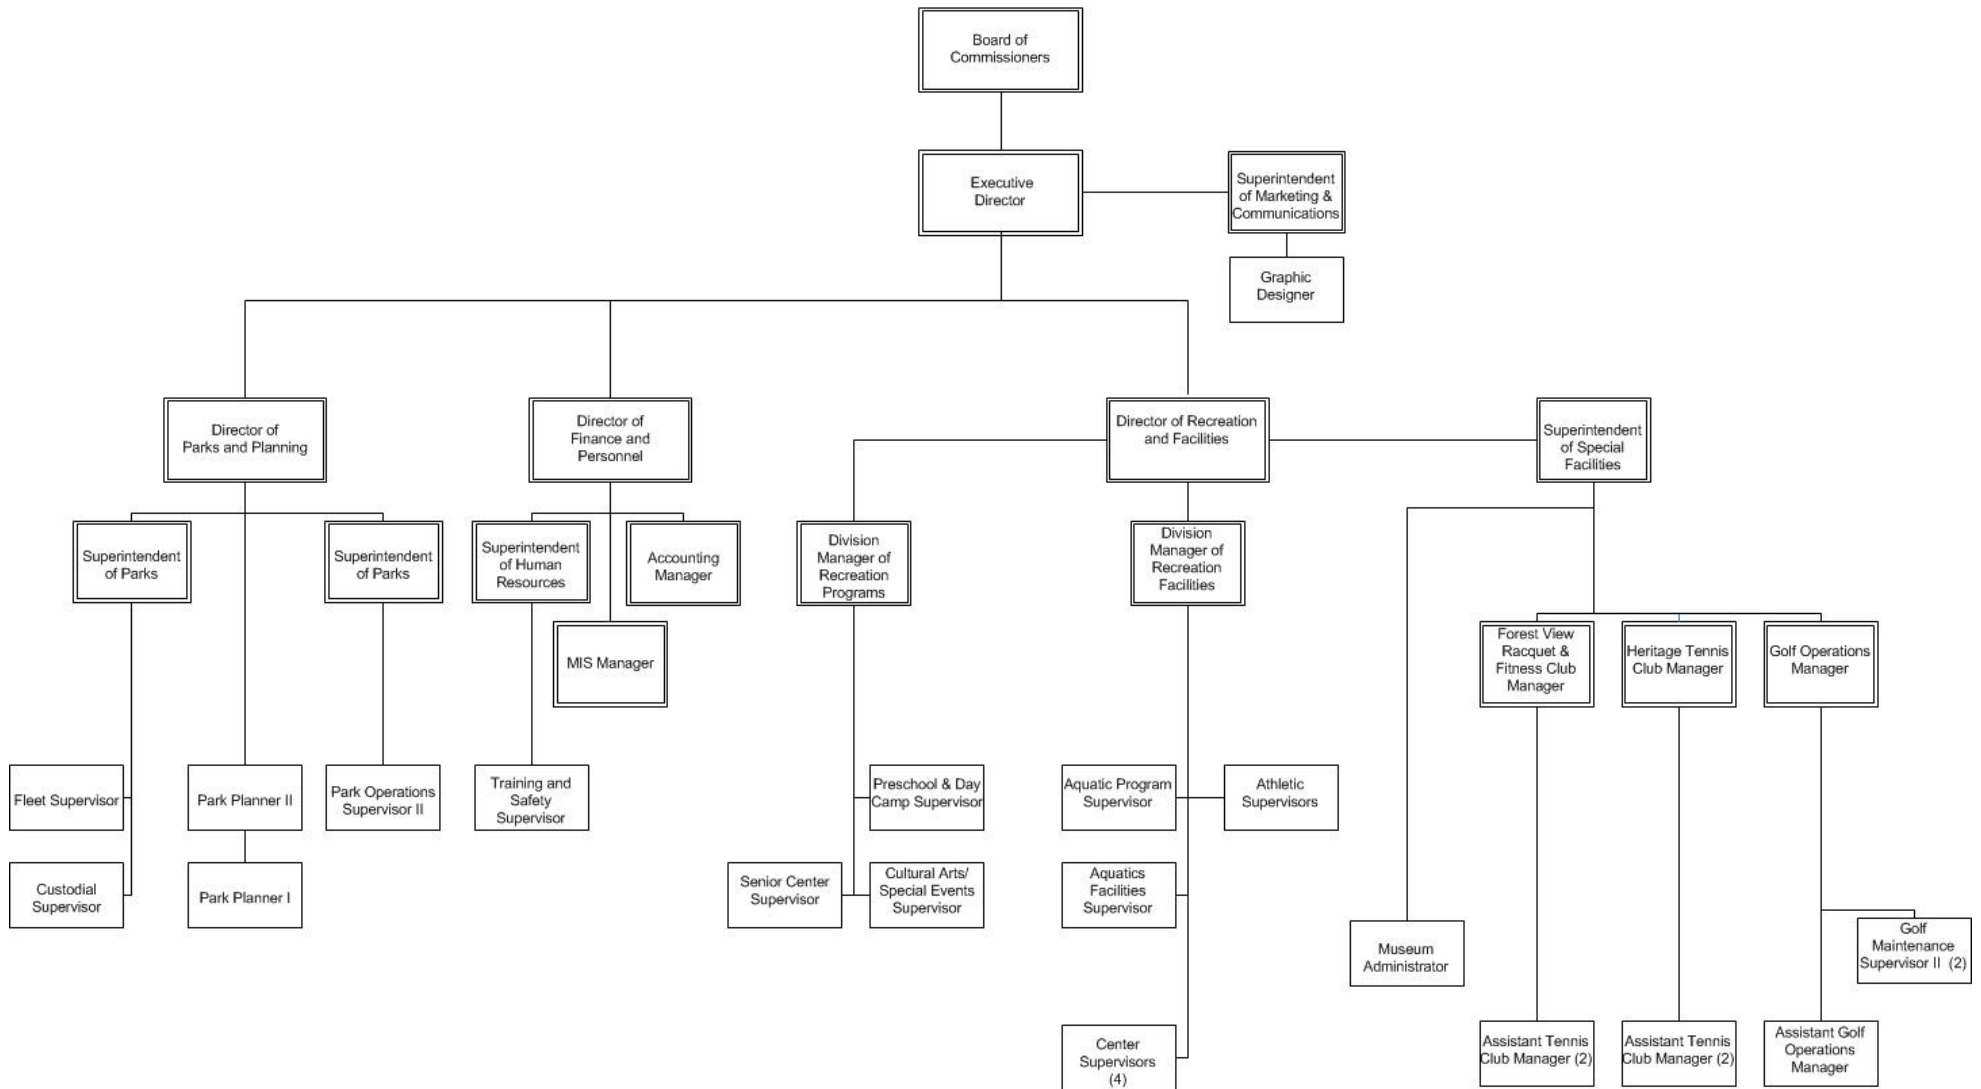 Board of
Commissioners
Executive
Director
Superintendent
of Marketing &
Communications
Graphic
Designer
Director of
Parks and Planning
Director of
Finance and
Personnel
Director of Recreation
and Facilities
Superintendent
of Special
Facilities
Superintendent
of Parks
Superintendent
of Parks
Superintendent
of Human
Resources
Accounting
Manager
MIS Manager
Division
Manager of
Recreation
Programs
Division
Manager of
Recreation
Facilities
Forest View
Racquet &
Fitness Club
Manager
Heritage Tennis
Club Manager
Golf Operations
Manager
Fleet Supervisor
Park Planner II
Park Operations
Supervisor II
Training and
Safety
Supervisor
Preschool & Day
Camp Supervisor
Aquatic Program
Supervisor
Athletic
Supervisors
Custodial
Supervisor
Park Planner I
Senior Center
Supervisor
Cultural Arts/
Special Events
Supervisor
Aquatics
Facilities
Supervisor
Museum
Administrator
Golf
Maintenance
Supervisor II (2)
Center
Supervisors
(4)
Assistant Tennis
Club Manager (2)
Assistant Tennis
Club Manager (2)
Assistant Golf
Operations
Manager